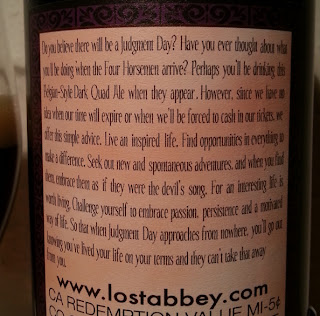 Do you believe there will be a Judgment Day? Have you ever thought about what
you'll be doing when the Four Horsemen arrive? Perhaps you'll be drinking this
Belgian-Style Dark Quad Ale when they appear. However, since we have no
idea when our time will expire or when we'll be forced to cash in our tickets, we
offer this simple advice. Live an inspired life. Find opportunities in everything to
make a difference. Seek out new and spontaneous adventures, and when you find
them, embrace them as if they were the devil's song. For an interesting life is
worth living. Challenge yourself to embrace passion, persistence and a motivated
way of life. So that when Judgment Day approaches from nowhere, you'll go out
knowing you've lived your life on your terms and they can't take that away
from you.
www.lostabbey.com
CA REDEMPTION VALUE MI-5¢